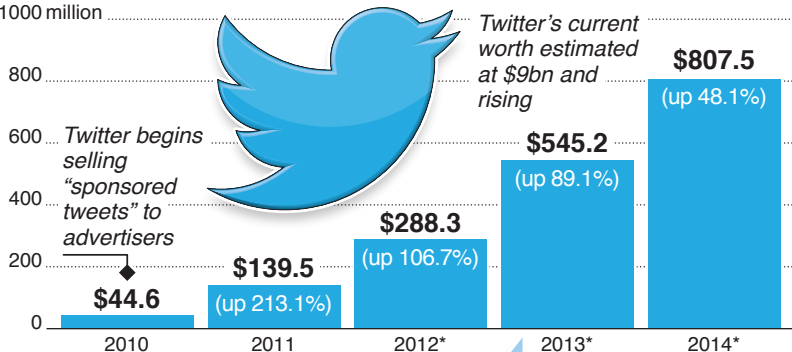 1000 million
800
600
400
200
0
Twitter begins
selling
“sponsored
tweets” to
advertisers
Twitter’s current
worth estimated
at $9bn and
rising
$44.6
$139.5
(up 213.1%)
$288.3
(up 106.7%)
$545.2
(up 89.1%)
$807.5
(up 48.1%)
2010
2011
2012*
2013*
2014*